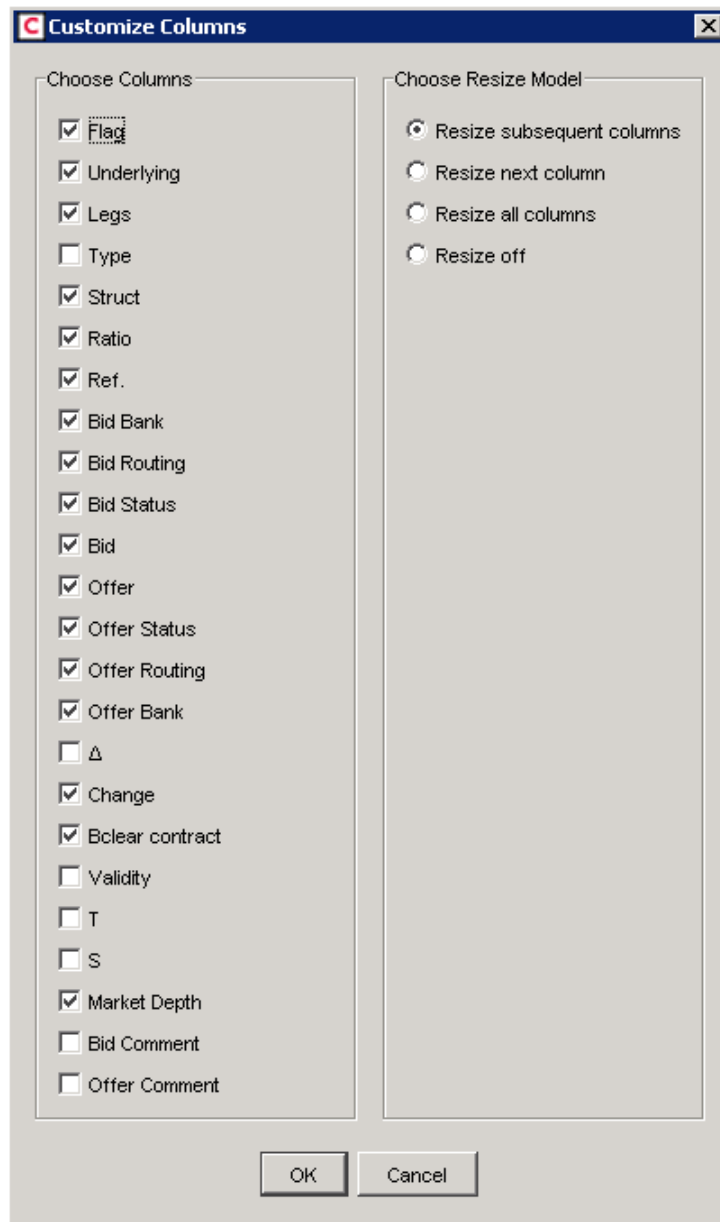 C Customize Columns
Choose Columns
Flag
Underlying
Legs
Type
Struct
Ratio
Ref.
Bid Bank
Bid Routing
Bid Status
Bid
Offer
Offer Status
Offer Routing
Offer Bank
Δ
Change
Bclear contract
Validity
T
S
Market Depth
Bid Comment
Offer Comment
Choose Resize Model
Resize subsequent columns
Resize next column
Resize all columns
Resize off
OK
Cancel